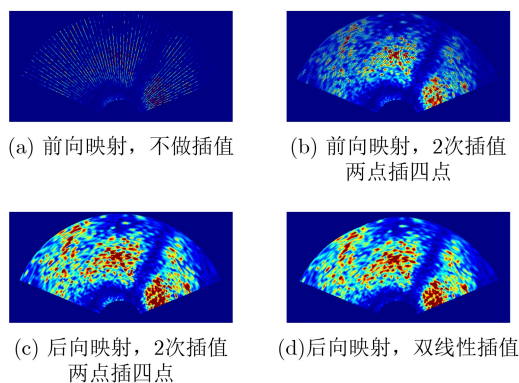 (a) 前向映射，不做插值
(b) 前向映射，2次插值
两点插四点
(c) 后向映射，2次插值
两点插四点
(d)后向映射，双线性插值